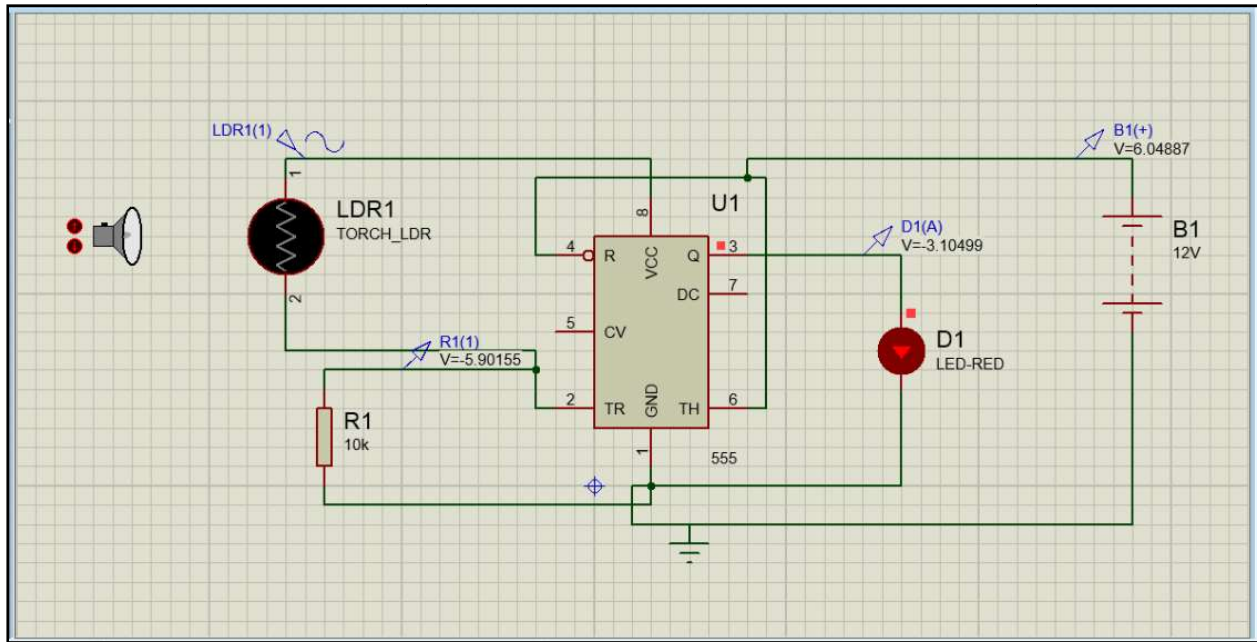 LDR1(1)
1
LDR1
TORCH_LDR
2
R1(1)
V=-5.90155
R1
10k
U1
8
4
R
VCC
Q
3
DC
7
5
CV
2
TR
GND
TH
6
1
555
D1(A)
V=-3.10499
D1
LED-RED
B1(+)
V=6.04887
B1
12V